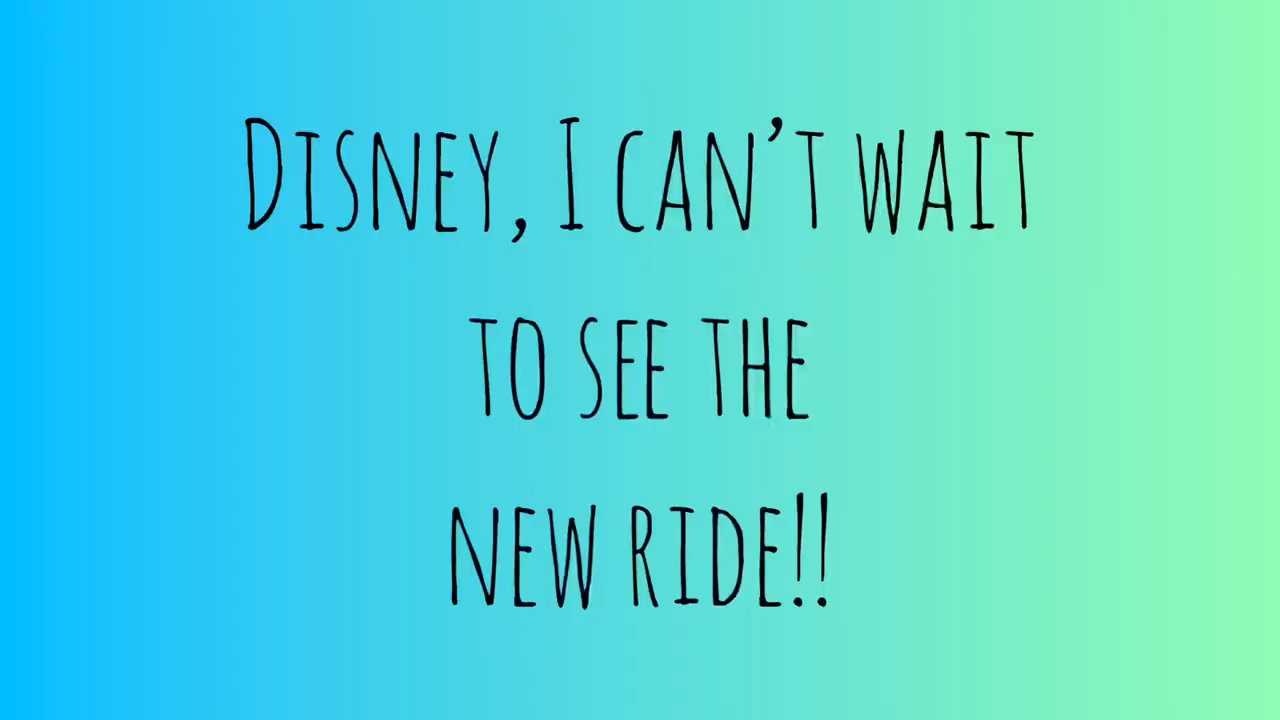 Disney, I can’t wait
to see the
new ride!!